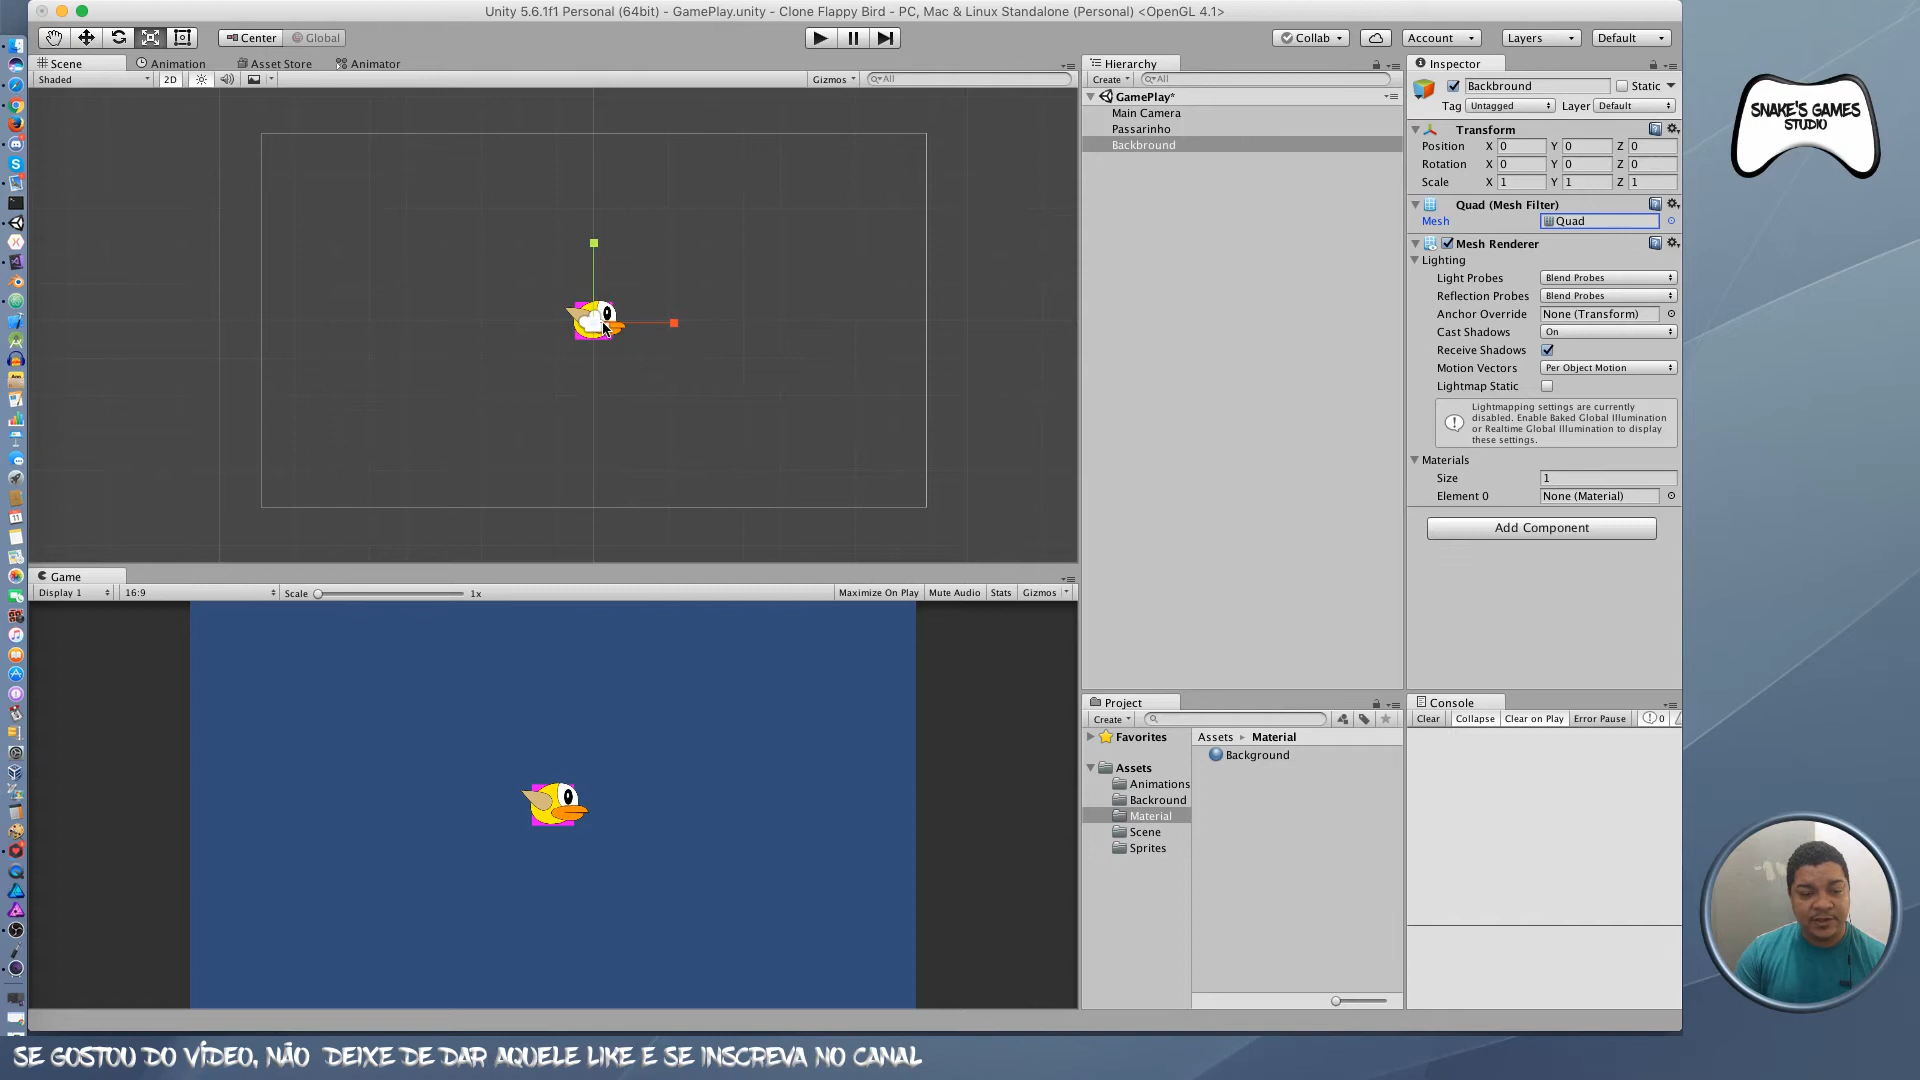 Unity 5.6.1f1 Personal (64bit) - GamePlay.unity - Clone Flappy Bird - PC, Mac & Linux Standalone (Personal) <OpenGL 4.1>
Center
Global
Collab
Account
Layers
Default
Scene
Animation
Asset Store
Animator
Shaded
2D
Gizmos
All
Hierarchy
Create
All
GamePlay*
Main Camera
Passarinho
Backbround
Inspector
Backbround
Static
Tag
Untagged
Layer
Default
Transform
Position X 0 Y 0 Z 0
Rotation X 0 Y 0 Z 0
Scale X 1 Y 1 Z 1
Quad (Mesh Filter)
Mesh
Quad
Mesh Renderer
Lighting
Light Probes
Blend Probes
Reflection Probes
Blend Probes
Anchor Override
None (Transform)
Cast Shadows
On
Receive Shadows
Motion Vectors
Per Object Motion
Lightmap Static
Lightmapping settings are currently
disabled. Enable Baked Global Illumination
or Realtime Global Illumination to display
these settings.
Materials
Size
1
Element 0
None (Material)
Add Component
Game
Display 1
16:9
Scale
1x
Maximize On Play
Mute Audio
Stats
Gizmos
Project
Create
Favorites
Assets
Animations
Backround
Material
Scene
Sprites
Assets
Material
Background
Console
Clear
Collapse
Clear on Play
Error Pause
0
SNAKE'S GAMES
STUDIO
SE GOSTOU DO VÍDEO, NÃO DEIXE DE DAR AQUELE LIKE E SE INSCREVA NO CANAL